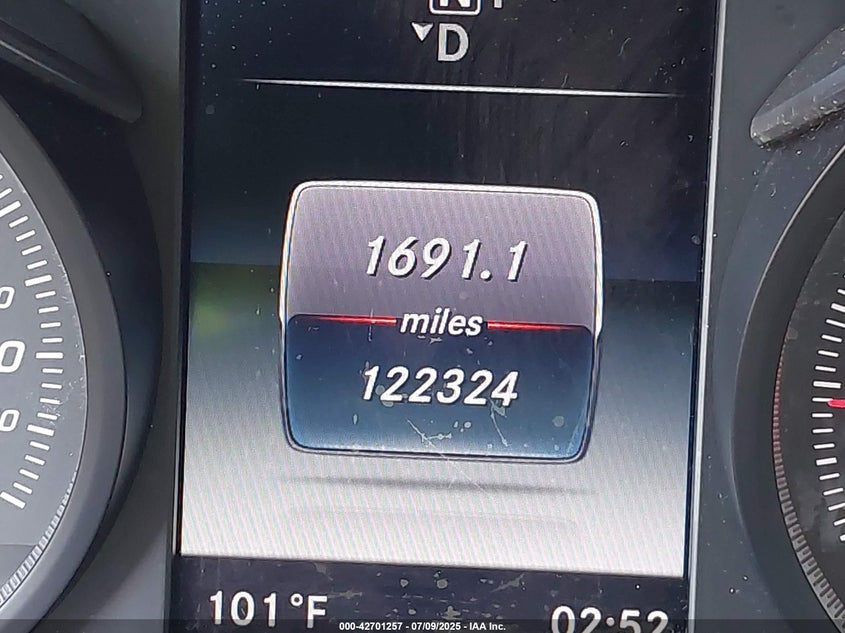 N
D
1691.1
miles
122324
101°F 02:52
000-42701257 - 07/09/2025 - IAA Inc.